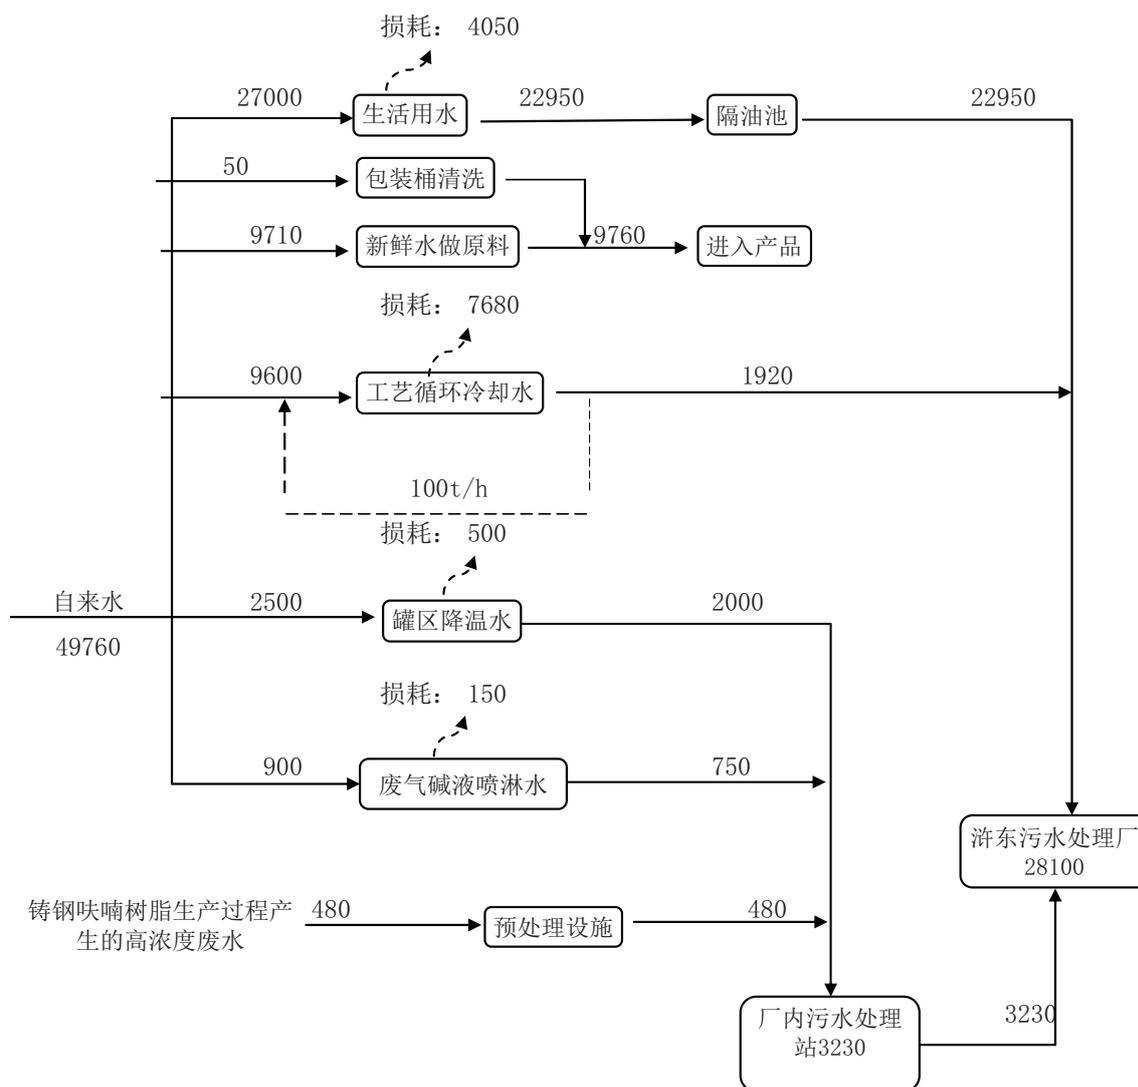 损耗： 4050
27000
生活用水
22950
隔油池
22950
50
包装桶清洗
9710
新鲜水做原料
9760
进入产品
损耗： 7680
9600
工艺循环冷却水
1920
100t/h
损耗： 500
自来水
49760
2500
罐区降温水
2000
损耗： 150
900
废气碱液喷淋水
750
浒东污水处理厂
28100
铸钢呋喃树脂生产过程产
生的高浓度废水
480
预处理设施
480
厂内污水处理
站3230
3230